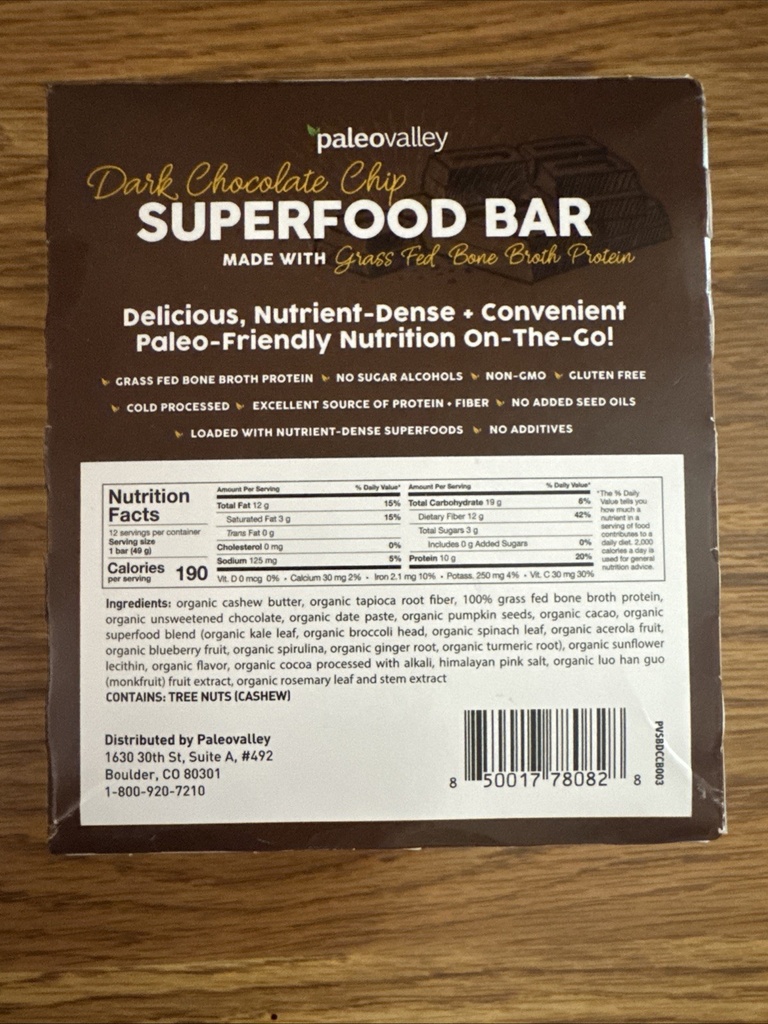 paleovalley
Dark Chocolate Chip
SUPERFOOD BAR
MADE WITH Grass Fed Bone Broth Protein
Delicious, Nutrient-Dense + Convenient
Paleo-Friendly Nutrition On-The-Go!
GRASS FED BONE BROTH PROTEIN NO SUGAR ALCOHOLS NON-GMO GLUTEN FREE
COLD PROCESSED EXCELLENT SOURCE OF PROTEIN + FIBER NO ADDED SEED OILS
LOADED WITH NUTRIENT-DENSE SUPERFOODS NO ADDITIVES
Nutrition
Facts
12 servings per container
Serving size
1 bar (49 g)
Calories
per serving 190
Amount Per Serving % Daily Value*
Total Fat 12 g 15%
Saturated Fat 3 g 15%
Trans Fat 0 g
Cholesterol 0 mg 0%
Sodium 125 mg 5%
Amount Per Serving % Daily Value*
Total Carbohydrate 19 g 6%
Dietary Fiber 12 g 42%
Total Sugars 3 g
Includes 0 g Added Sugars 0%
Protein 10 g 20%
Vit. D 0 mcg 0% • Calcium 30 mg 2% • Iron 2.1 mg 10% • Potass. 250 mg 4% • Vit. C 30 mg 30%
*The % Daily
Value tells you
how much a
nutrient in a
serving of food
contributes to a
daily diet. 2,000
calories a day is
used for general
nutrition advice.
Ingredients: organic cashew butter, organic tapioca root fiber, 100% grass fed bone broth protein,
organic unsweetened chocolate, organic date paste, organic pumpkin seeds, organic cacao, organic
superfood blend (organic kale leaf, organic broccoli head, organic spinach leaf, organic acerola fruit,
organic blueberry fruit, organic spirulina, organic ginger root, organic turmeric root), organic sunflower
lecithin, organic flavor, organic cocoa processed with alkali, himalayan pink salt, organic luo han guo
(monkfruit) fruit extract, organic rosemary leaf and stem extract
CONTAINS: TREE NUTS (CASHEW)
Distributed by Paleovalley
1630 30th St, Suite A, #492
Boulder, CO 80301
1-800-920-7210
8 50017 78082 8
PVSBDCCB003